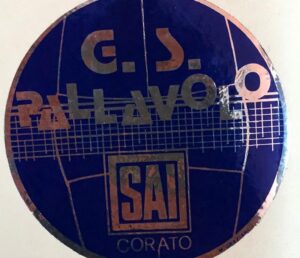 G. S.
PALLAVOLO
SAI
CORATO